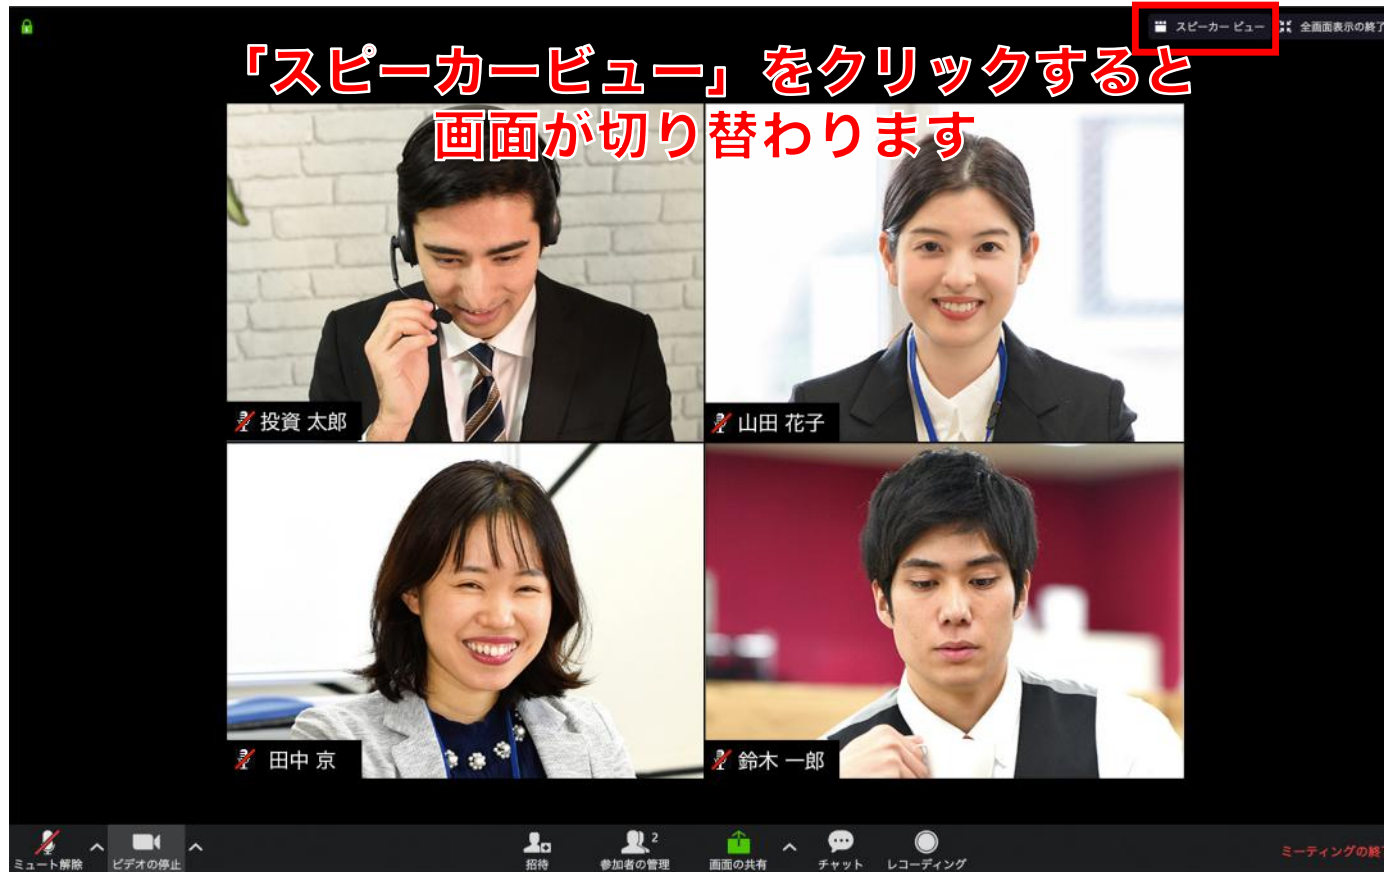 スピーカー ビュー
全画面表示の終了
「スピーカービュー」をクリックすると
画面が切り替わります
投資 太郎
山田 花子
田中 京
鈴木 一郎
ミュート解除
ビデオの停止
招待
2
参加者の管理
画面の共有
チャット
レコーディング
ミーティングの終了